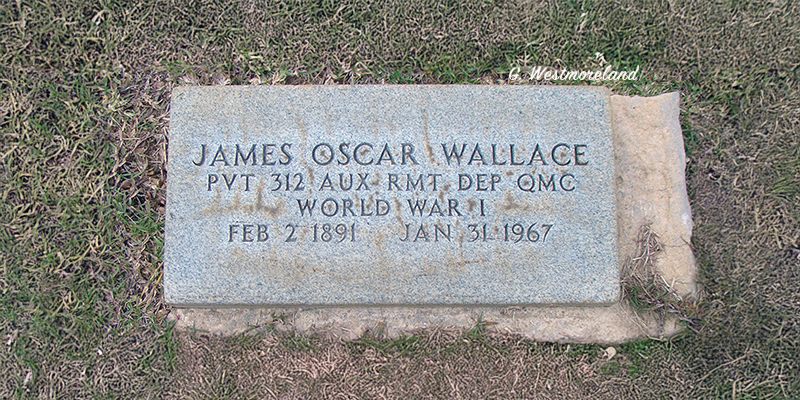 G. Westmoreland
JAMES OSCAR WALLACE
PVT 312 AUX RMT DEP QMC
WORLD WAR I
FEB 2 1891 JAN 31 1967